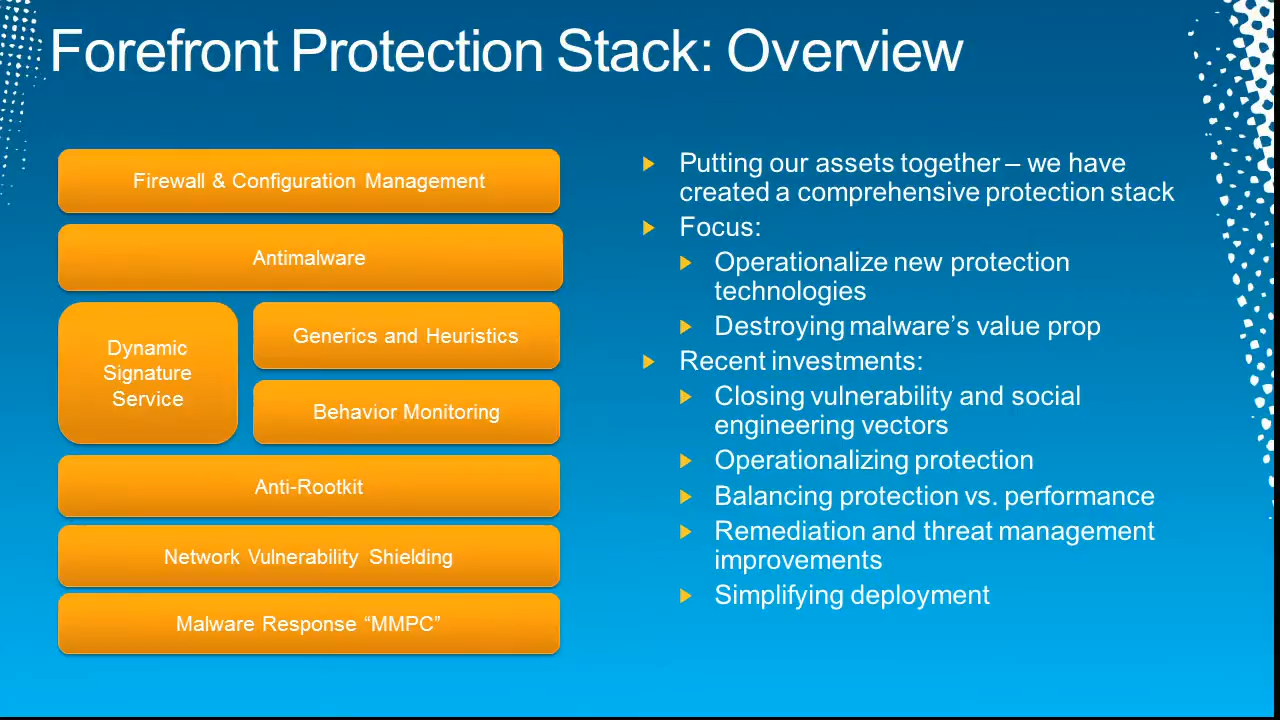 Forefront Protection Stack: Overview
Firewall & Configuration Management
Antimalware
Dynamic
Signature
Service
Generics and Heuristics
Behavior Monitoring
Anti-Rootkit
Network Vulnerability Shielding
Malware Response “MMPC”
Putting our assets together – we have
created a comprehensive protection stack
Focus:
Operationalize new protection
technologies
Destroying malware’s value prop
Recent investments:
Closing vulnerability and social
engineering vectors
Operationalizing protection
Balancing protection vs. performance
Remediation and threat management
improvements
Simplifying deployment